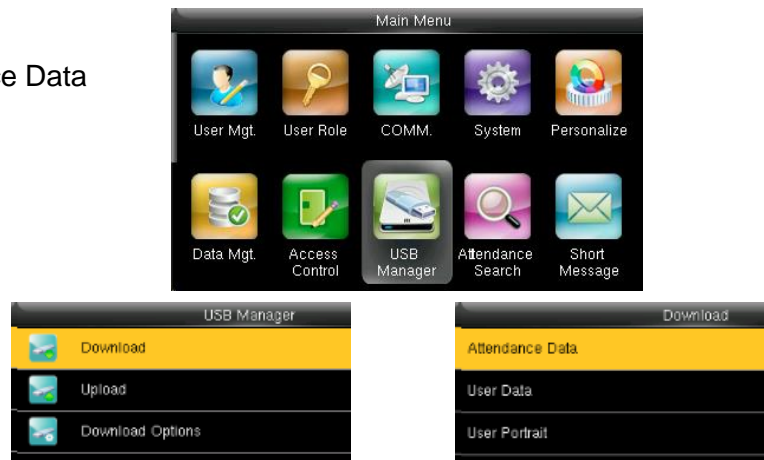 Main Menu
e Data
User Mgt. User Role COMM. System Personalize
Data Mgt. Access Control USB Manager Attendance Search Short Message
USB Manager
Download
Upload
Download Options
Download
Attendance Data
User Data
User Portrait